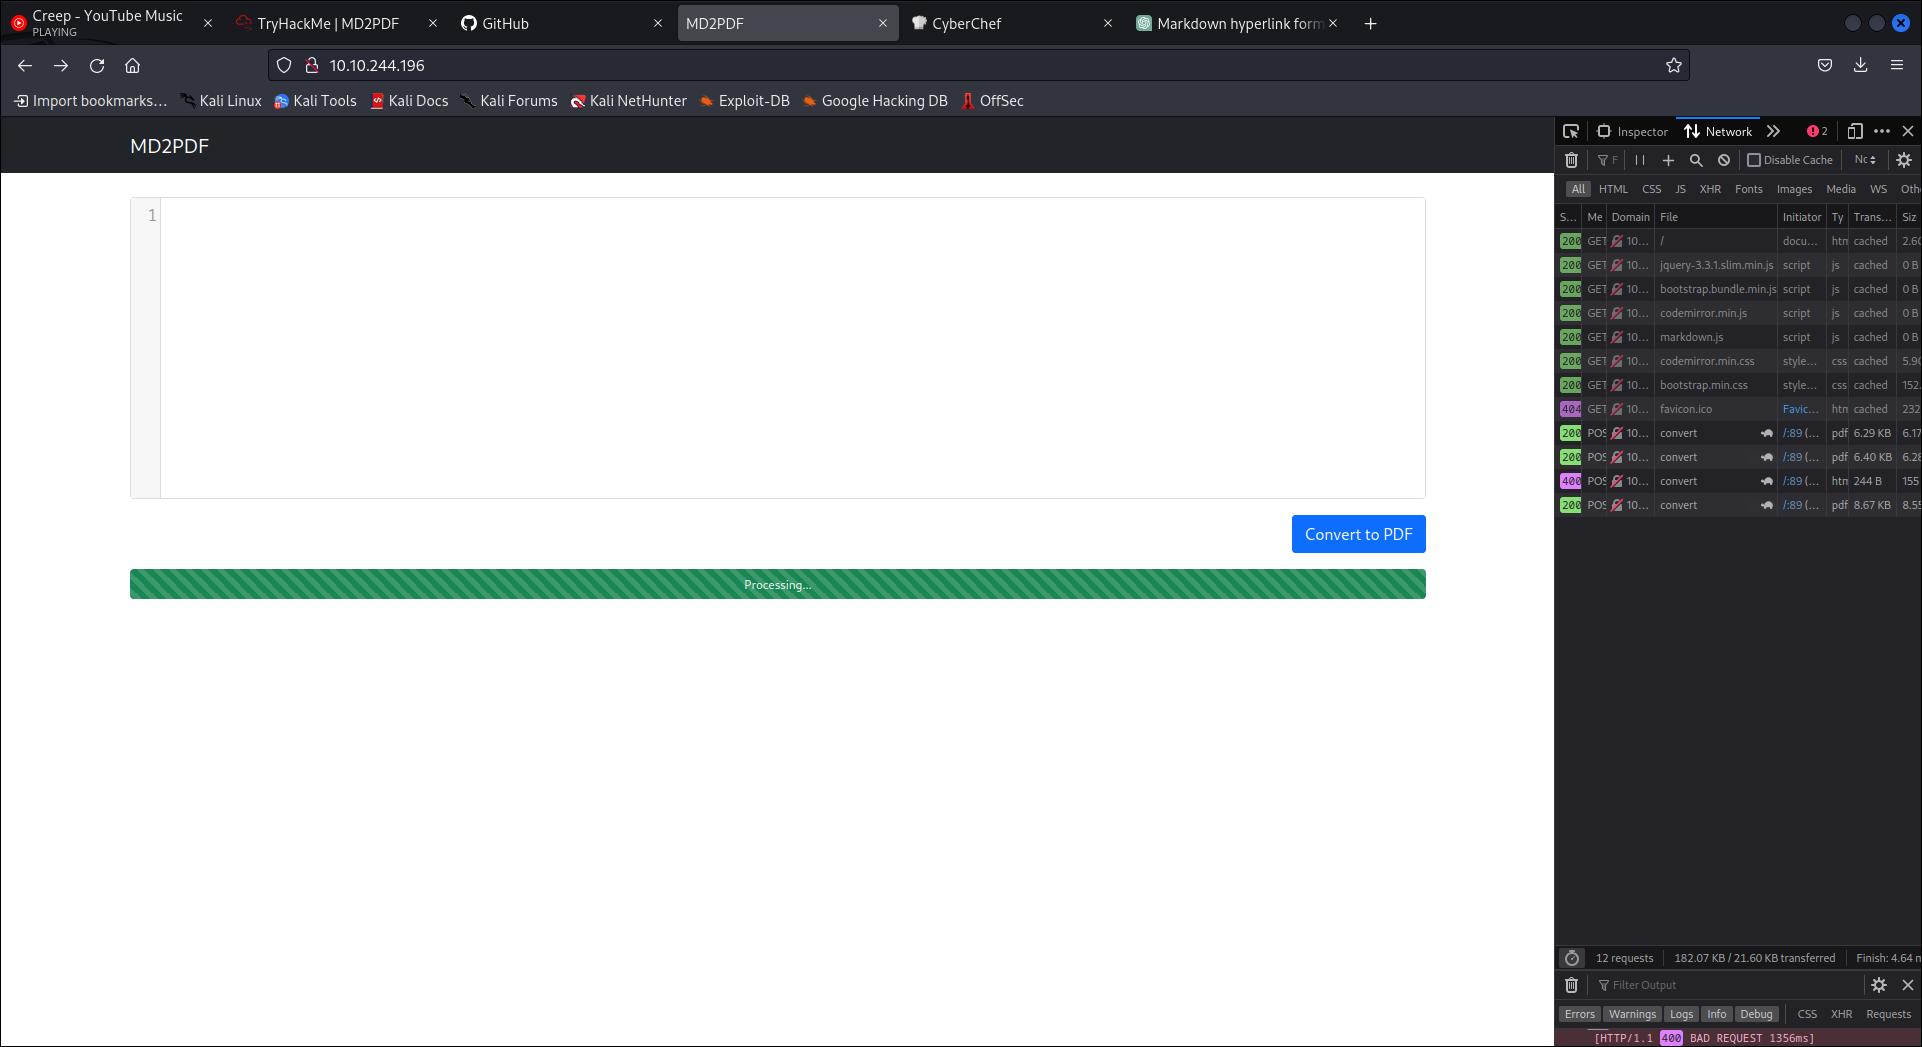 Creep - YouTube Music
PLAYING
TryHackMe | MD2PDF
GitHub
MD2PDF
CyberChef
Markdown hyperlink form
10.10.244.196
Import bookmarks...
Kali Linux
Kali Tools
Kali Docs
Kali Forums
Kali NetHunter
Exploit-DB
Google Hacking DB
OffSec
MD2PDF
1
Convert to PDF
Processing...
Inspector
Network
2
F
Disable Cache
No
All HTML CSS JS XHR Fonts Images Media WS Oth
S... Me Domain File Initiator Ty Trans... Siz
200 GET 10... / docu... htm cached 2.60
200 GET 10... jquery-3.3.1.slim.min.js script js cached 0 B
200 GET 10... bootstrap.bundle.min.js script js cached 0 B
200 GET 10... codemirror.min.js script js cached 0 B
200 GET 10... markdown.js script js cached 0 B
200 GET 10... codemirror.min.css style... css cached 5.90
200 GET 10... bootstrap.min.css style... css cached 152.
404 GET 10... favicon.ico Favic... htm cached 232
200 POS 10... convert /:89 (... pdf 6.29 KB 6.17
200 POS 10... convert /:89 (... pdf 6.40 KB 6.28
400 POS 10... convert /:89 (... htm 244 B 155
200 POS 10... convert /:89 (... pdf 8.67 KB 8.55
12 requests 182.07 KB / 21.60 KB transferred Finish: 4.64 m
Filter Output
Errors Warnings Logs Info Debug CSS XHR Requests
[HTTP/1.1 400 BAD REQUEST 1356ms]